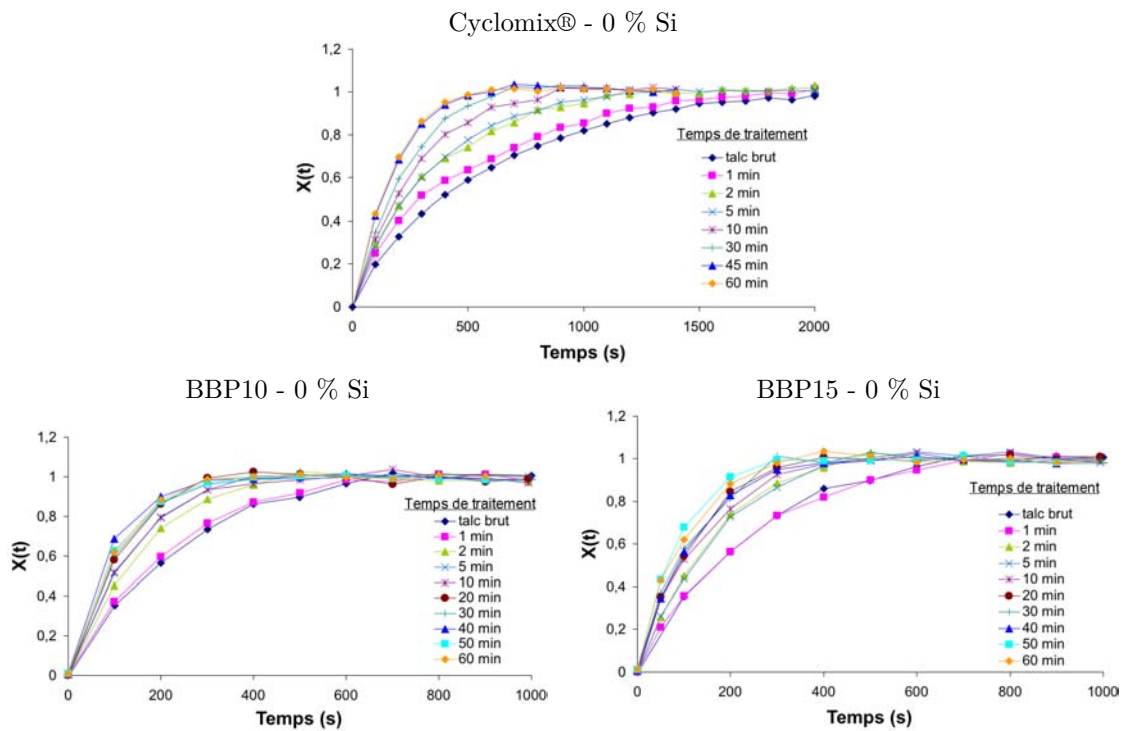 Cyclomix® - 0 % Si
1,2
1
0,8
0,6
0,4
0,2
0
X(t)
0
500
1000
1500
2000
Temps (s)
Temps de traitement
talc brut
1 min
2 min
5 min
10 min
30 min
45 min
60 min
BBP10 - 0 % Si
1,2
1
0,8
0,6
0,4
0,2
0
X(t)
0
200
400
600
800
1000
Temps (s)
Temps de traitement
talc brut
1 min
2 min
5 min
10 min
20 min
30 min
40 min
50 min
60 min
BBP15 - 0 % Si
1,2
1
0,8
0,6
0,4
0,2
0
X(t)
0
200
400
600
800
1000
Temps (s)
Temps de traitement
talc brut
1 min
2 min
5 min
10 min
20 min
30 min
40 min
50 min
60 min